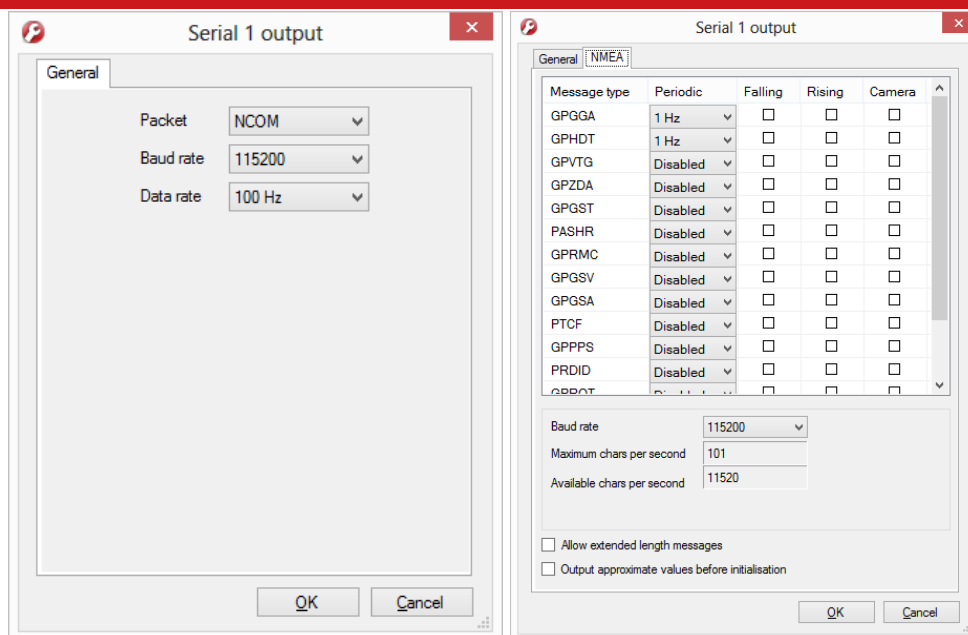 Serial 1 output
General
Packet NCOM
Baud rate 115200
Data rate 100 Hz
OK Cancel
Serial 1 output
General NMEA
Message type Periodic Falling Rising Camera
GPGGA 1 Hz
GPHDT 1 Hz
GPVTG Disabled
GPZDA Disabled
GPGST Disabled
PASHR Disabled
GPRMC Disabled
GPGSV Disabled
GPGSA Disabled
PTCF Disabled
GPPPS Disabled
PRDID Disabled
Baud rate 115200
Maximum chars per second 101
Available chars per second 11520
Allow extended length messages
Output approximate values before initialisation
OK Cancel